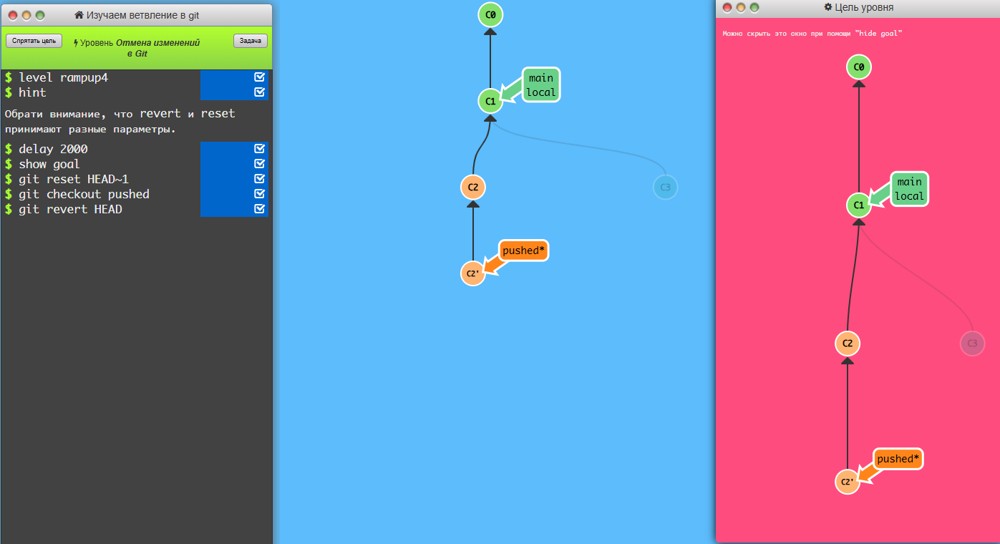 Изучаем ветвление в git
Спрятать цель
Уровень Отмена изменений
в Git
Задача
$ level rampup4
$ hint
Обрати внимание, что revert и reset
принимают разные параметры.
$ delay 2000
$ show goal
$ git reset HEAD~1
$ git checkout pushed
$ git revert HEAD
C0
main
local
C1
C2
C3
pushed*
C2'
Цель уровня
Можно скрыть это окно при помощи "hide goal"
C0
main
local
C1
C2
C3
pushed*
C2'